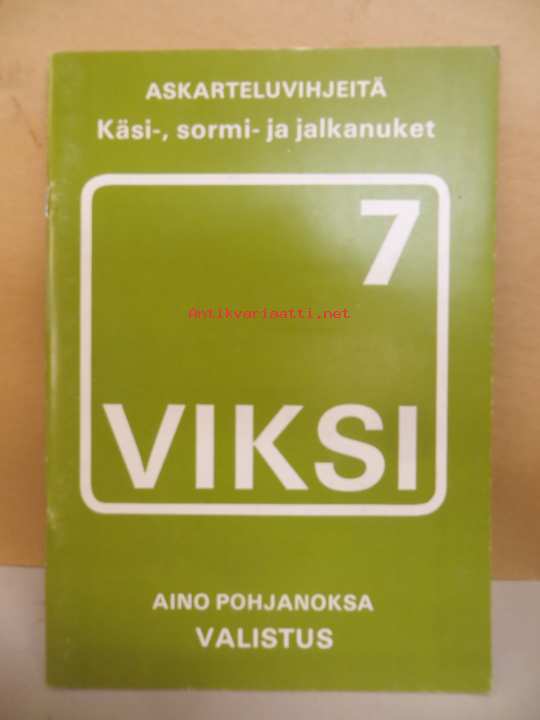 ASKARTELUVIHJEITÄ
Käsi-, sormi- ja jalkanuket
7
Antikvariaatti.net
VIKSI
AINO POHJANOKSA
VALISTUS